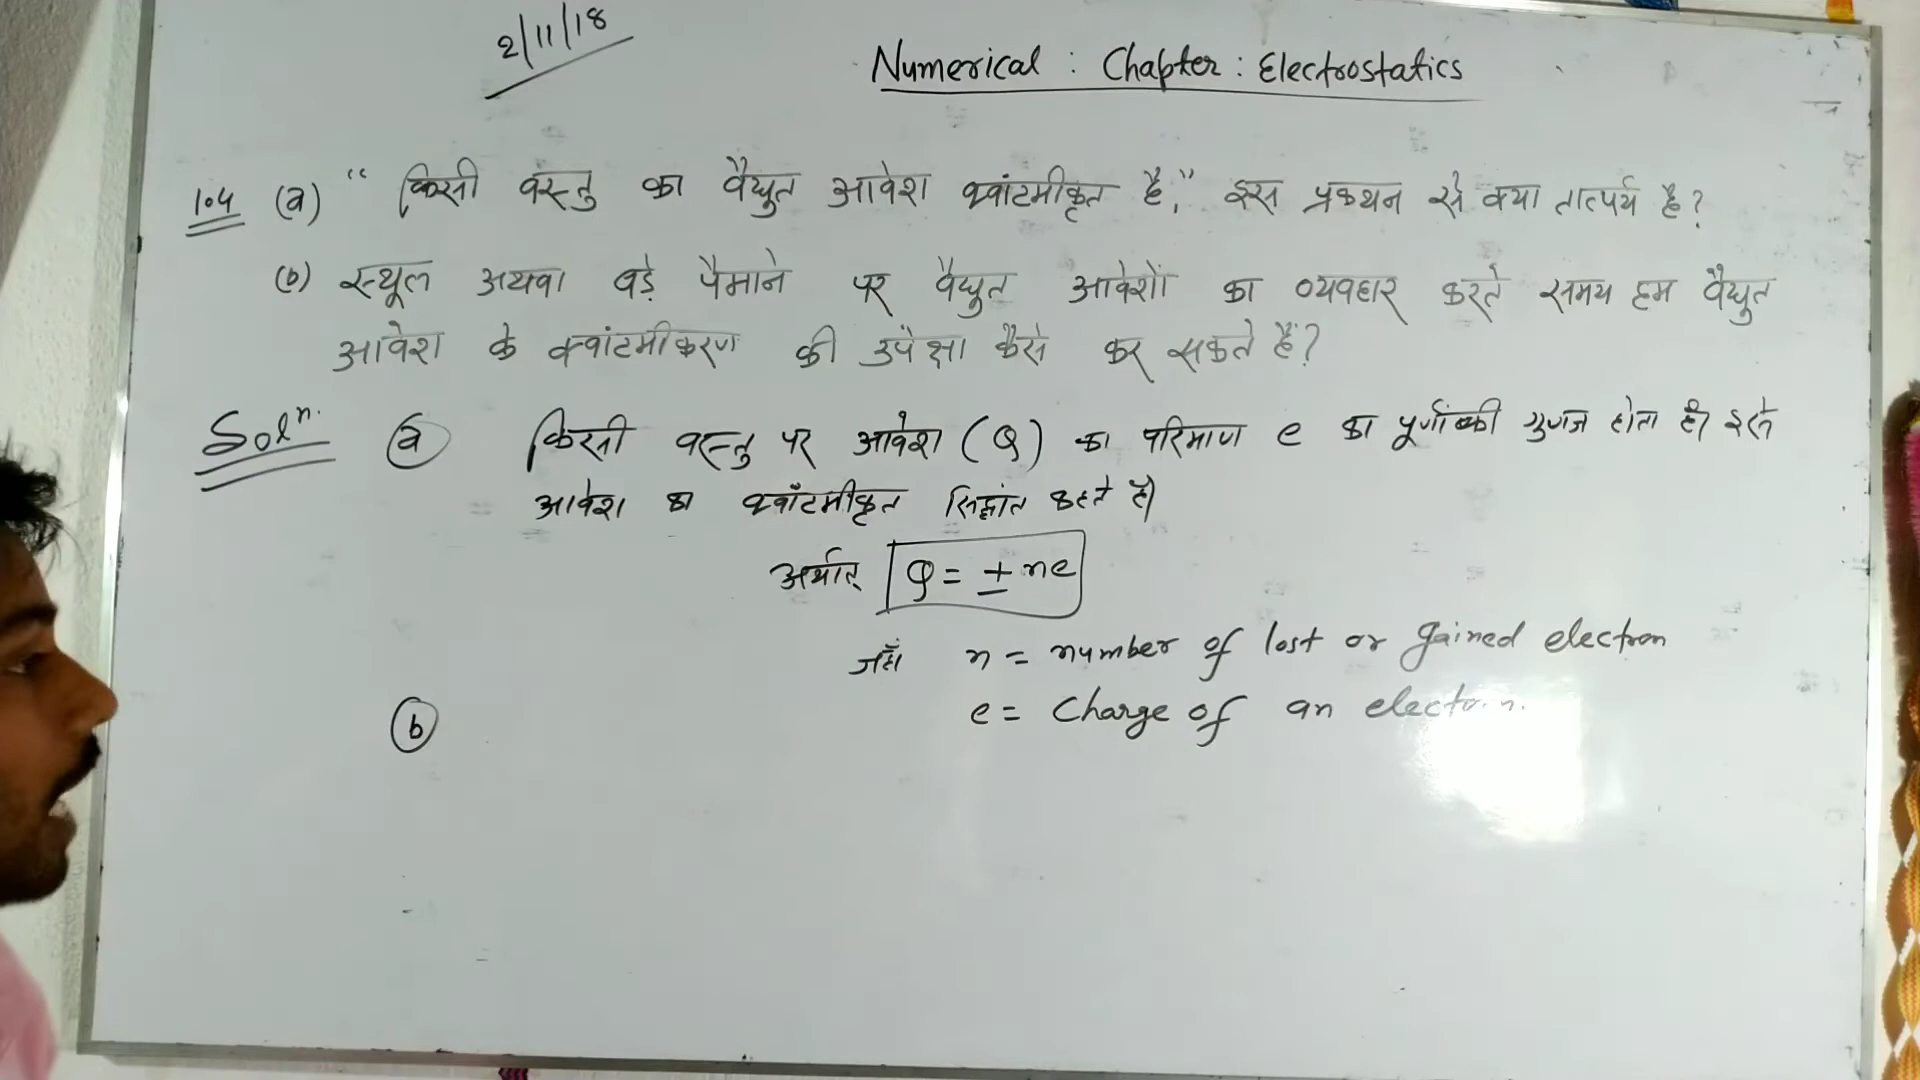 2/11/18
Numerical : Chapter : Electrostatics
1.4 (a) “ किसी वस्तु का वैद्युत आवेश क्वांटमीकृत है," इस प्रकथन से क्या तात्पर्य है?
(b) स्थूल अथवा बड़े पैमाने पर वैद्युत आवेशों का व्यवहार करते समय हम वैद्युत
आवेश के क्वांटमीकरण की उपेक्षा कैसे कर सकते हैं?
Solⁿ. (a) किसी वस्तु पर आवेश (Q) का परिमाण e का पूर्णांकी गुणज होता है। इसे
आवेश का क्वाँटमीकृत सिद्धांत कहते है।
अर्थात् Q = ± ne
जहाँ n = number of lost or gained electron
e = Charge of an electron.
(b)